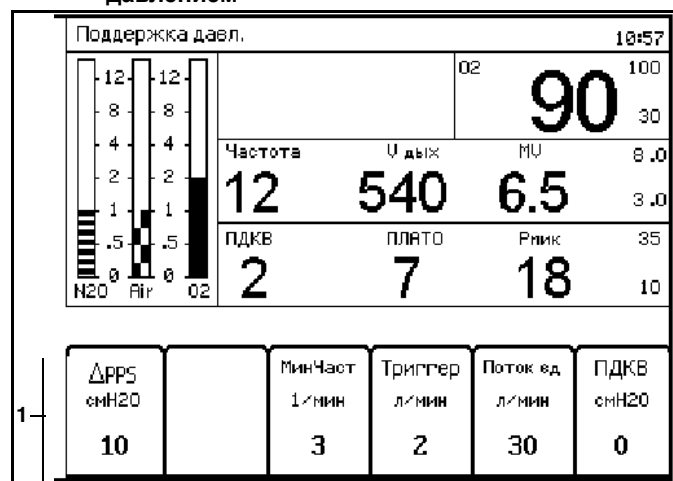 давлением
Поддержка давл. 10:57
12 12
8 8
4 4
2 2
1 1
.5 .5
0 0
N2O Air O2
O2 90 100
30
Частота V дых MV 8.0
12 540 6.5 3.0
ПДКВ ПЛАТО Рпик 35
2 7 18 10
1
ΔPPS МинЧаст Триггер Поток вд ПДКВ
смH2O 1/мин л/мин л/мин смH2O
10 3 2 30 0